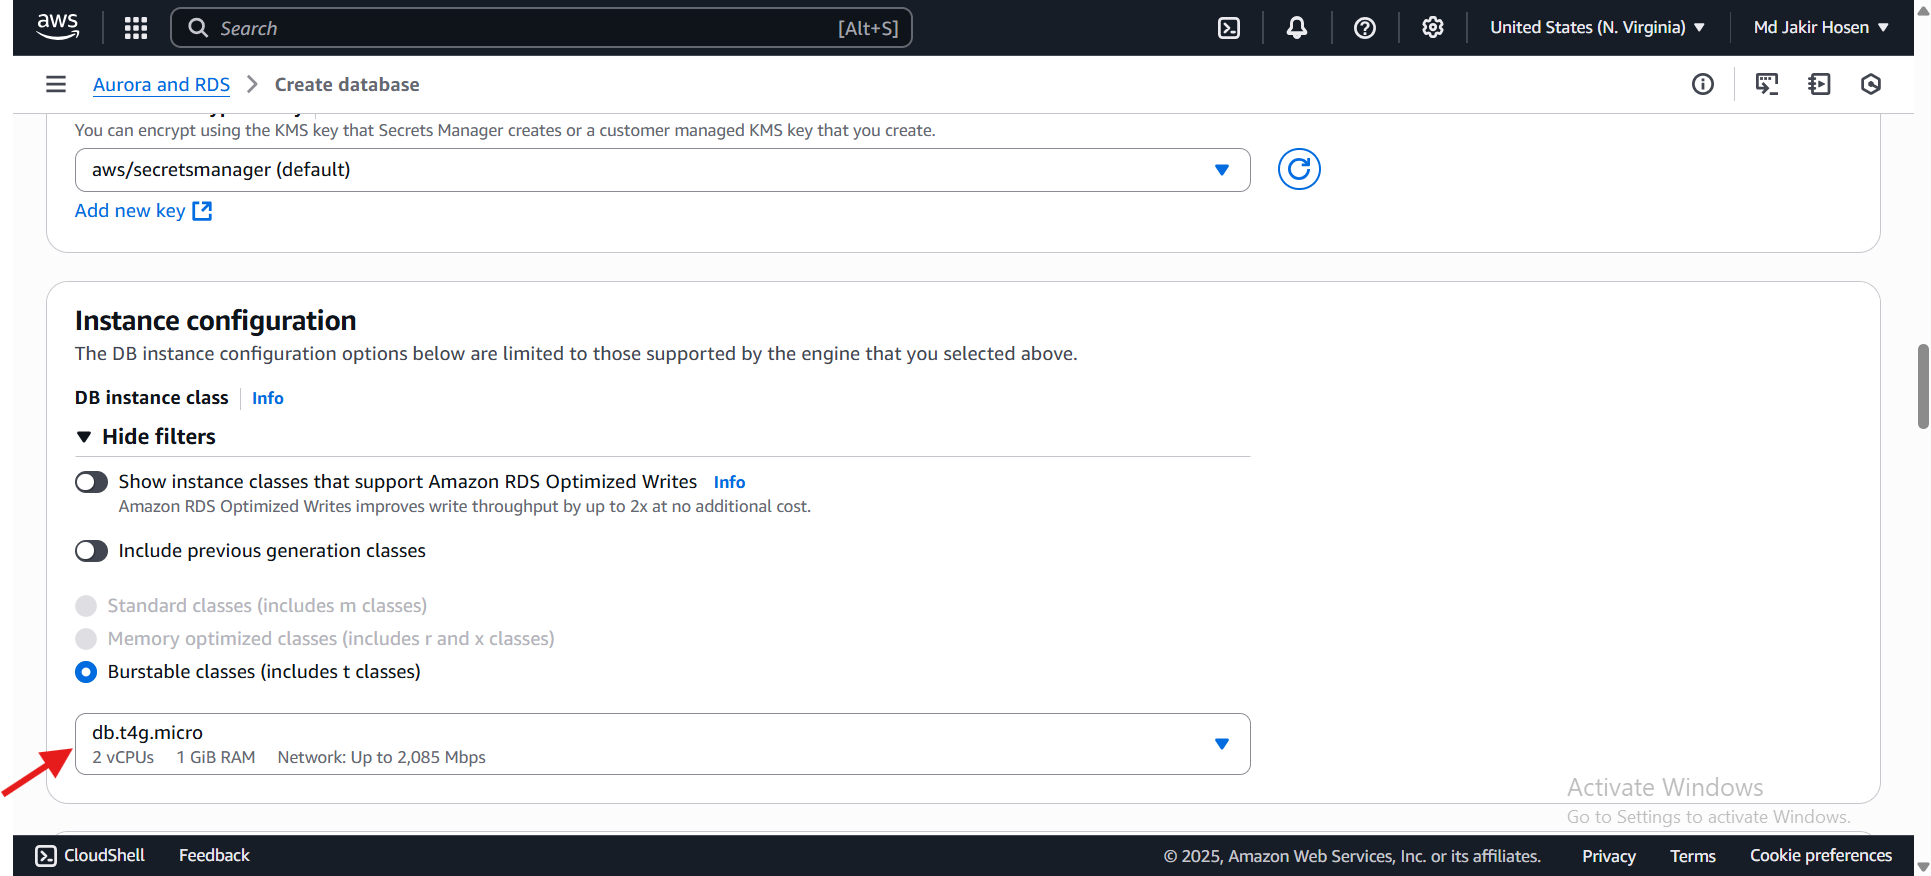 aws
Search [Alt+S]
United States (N. Virginia)
Md Jakir Hosen
Aurora and RDS
Create database
You can encrypt using the KMS key that Secrets Manager creates or a customer managed KMS key that you create.
aws/secretsmanager (default)
Add new key
Instance configuration
The DB instance configuration options below are limited to those supported by the engine that you selected above.
DB instance class Info
Hide filters
Show instance classes that support Amazon RDS Optimized Writes Info
Amazon RDS Optimized Writes improves write throughput by up to 2x at no additional cost.
Include previous generation classes
Standard classes (includes m classes)
Memory optimized classes (includes r and x classes)
Burstable classes (includes t classes)
db.t4g.micro
2 vCPUs 1 GiB RAM Network: Up to 2,085 Mbps
Activate Windows
Go to Settings to activate Windows.
CloudShell Feedback © 2025, Amazon Web Services, Inc. or its affiliates. Privacy Terms Cookie preferences